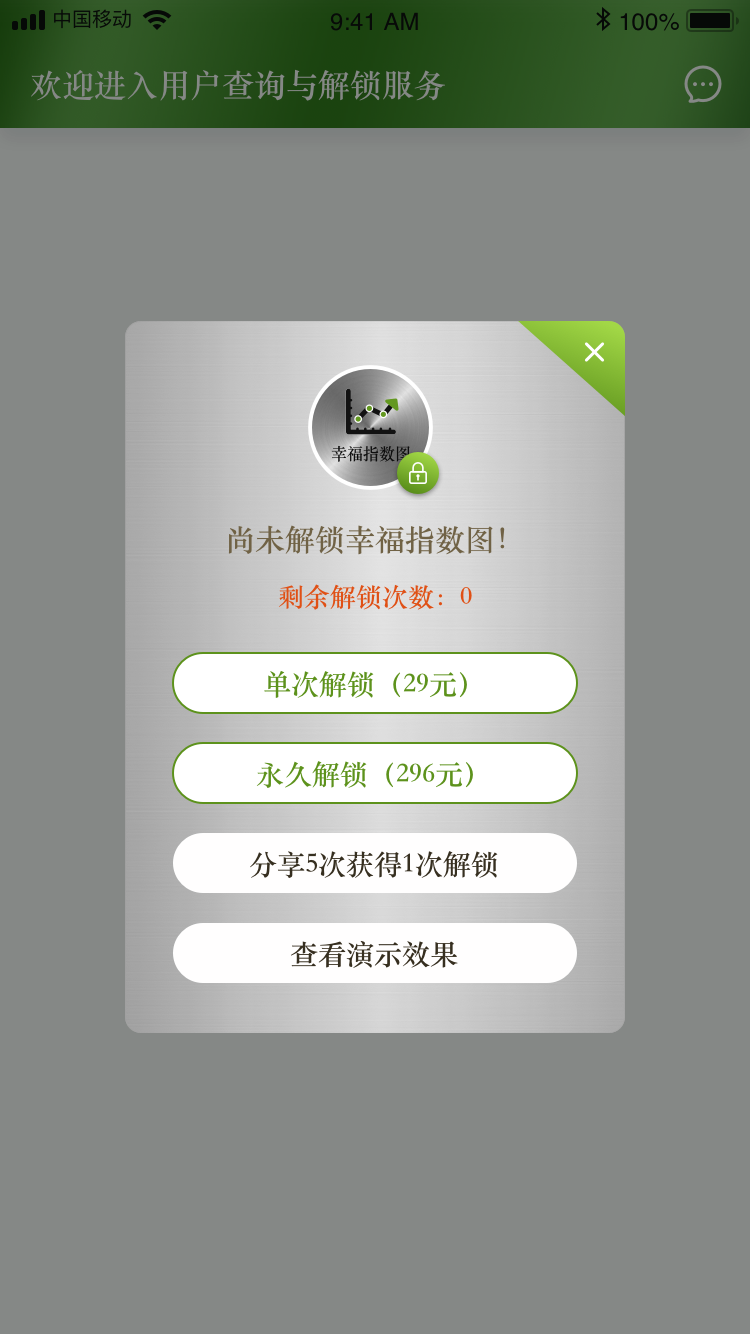 中国移动 9:41 AM 100%
欢迎进入用户查询与解锁服务
幸福指数图
尚未解锁幸福指数图！
剩余解锁次数：0
单次解锁（29元）
永久解锁（296元）
分享5次获得1次解锁
查看演示效果